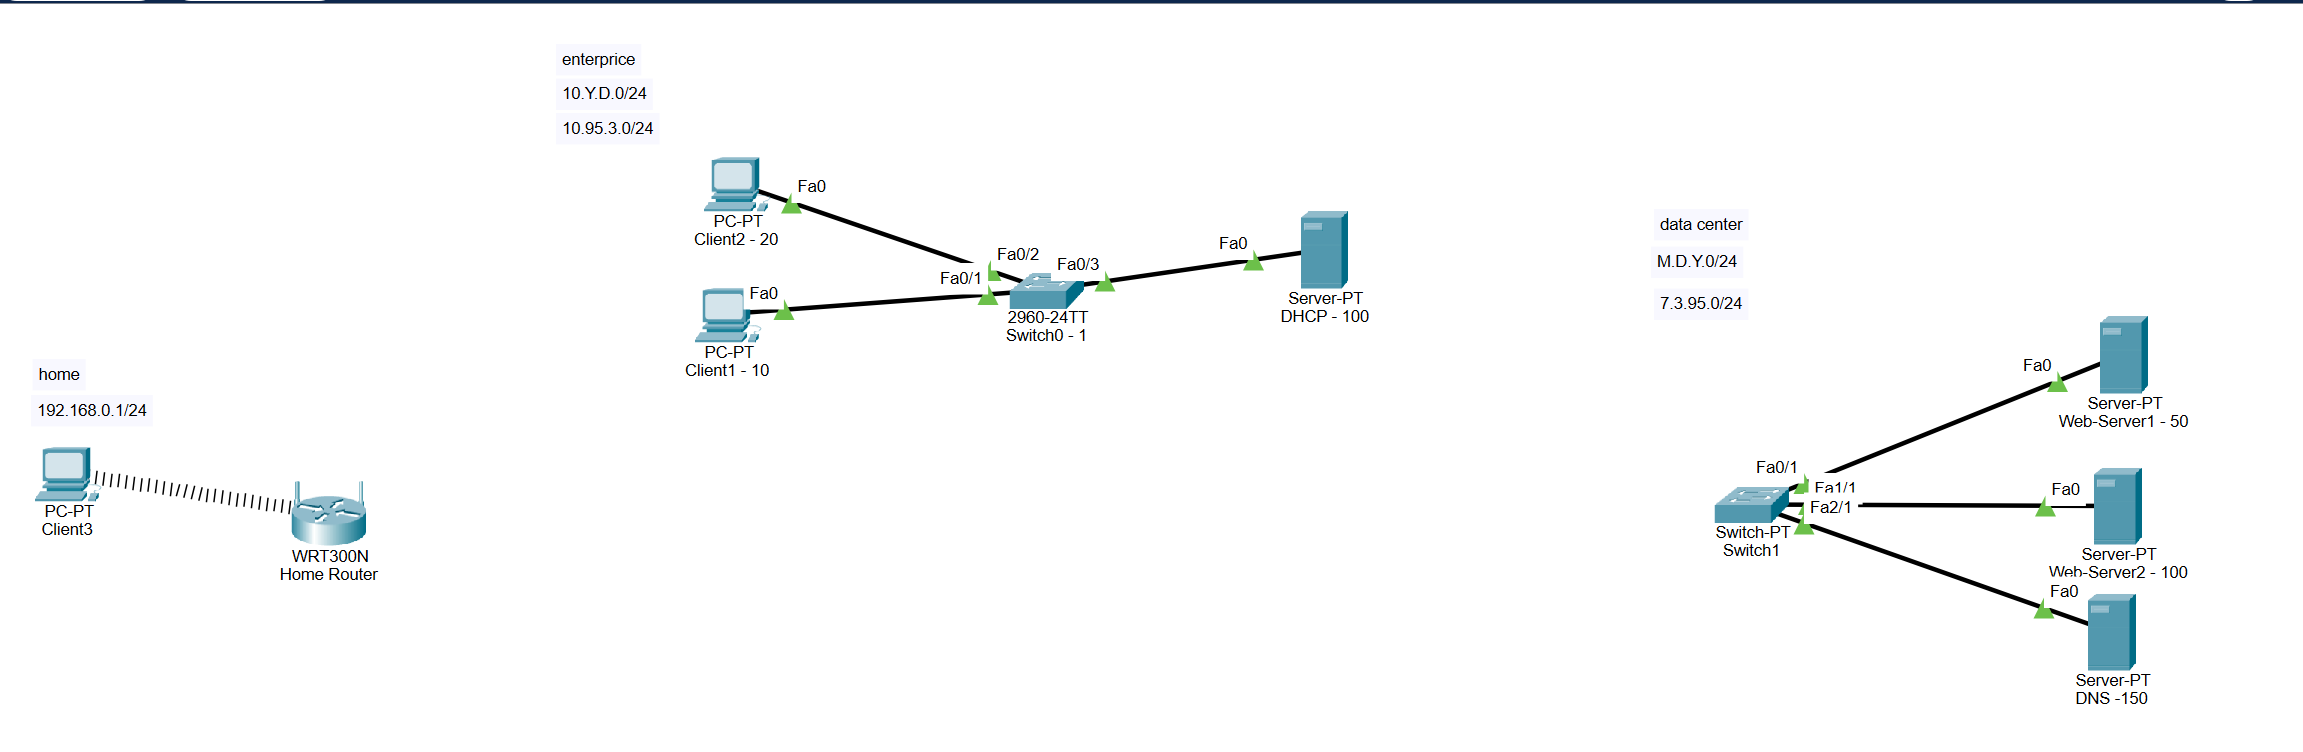 enterprice
10.Y.D.0/24
10.95.3.0/24
Fa0
PC-PT
Client2 - 20
Fa0/2
Fa0/3
Fa0/1
Fa0
2960-24TT
Switch0 - 1
Fa0
PC-PT
Client1 - 10
Server-PT
DHCP - 100
home
192.168.0.1/24
PC-PT
Client3
WRT300N
Home Router
data center
M.D.Y.0/24
7.3.95.0/24
Fa0
Server-PT
Web-Server1 - 50
Fa0/1
Fa1/1
Fa2/1
Switch-PT
Switch1
Fa0
Server-PT
Web-Server2 - 100
Fa0
Server-PT
DNS -150